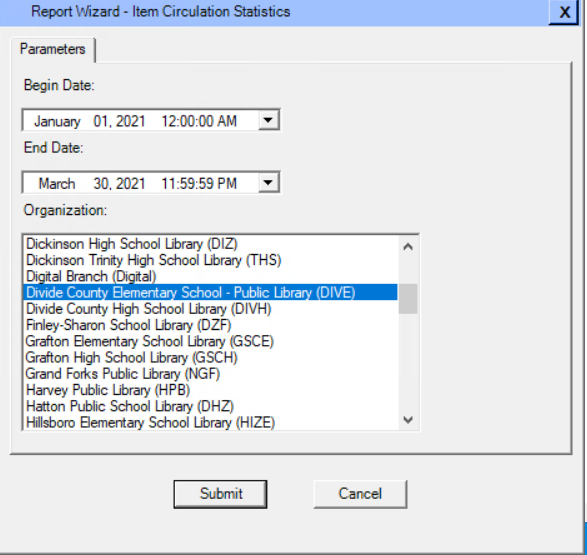 Report Wizard - Item Circulation Statistics
X
Parameters
Begin Date:
January 01, 2021 12:00:00 AM
End Date:
March 30, 2021 11:59:59 PM
Organization:
Dickinson High School Library (DIZ)
Dickinson Trinity High School Library (THS)
Digital Branch (Digital)
Divide County Elementary School - Public Library (DIVE)
Divide County High School Library (DIVH)
Finley-Sharon School Library (DZF)
Grafton Elementary School Library (GSCE)
Grafton High School Library (GSCH)
Grand Forks Public Library (NGF)
Harvey Public Library (HPB)
Hatton Public School Library (DHZ)
Hillsboro Elementary School Library (HIZE)
Submit Cancel